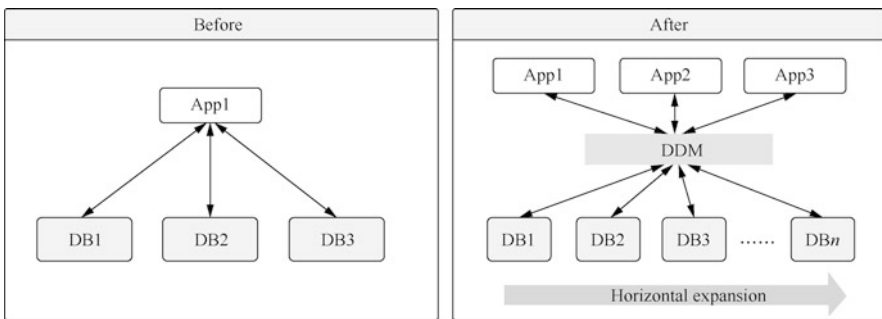 Before
App1
DB1 DB2 DB3
After
App1 App2 App3
DDM
DB1 DB2 DB3 ...... DBn
Horizontal expansion